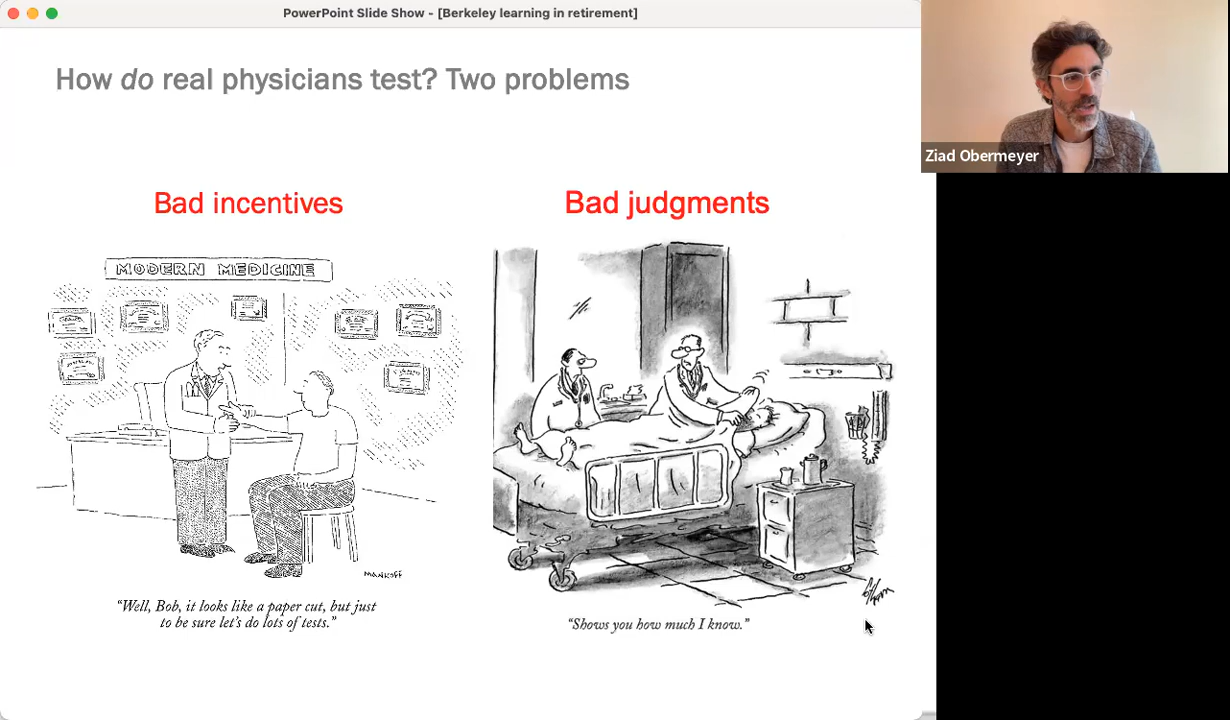 PowerPoint Slide Show - [Berkeley learning in retirement]
How do real physicians test? Two problems
Ziad Obermeyer
Bad incentives
Bad judgments
MODERN MEDICINE
MANKOFF
“Well, Bob, it looks like a paper cut, but just
to be sure let’s do lots of tests.”
“Shows you how much I know.”